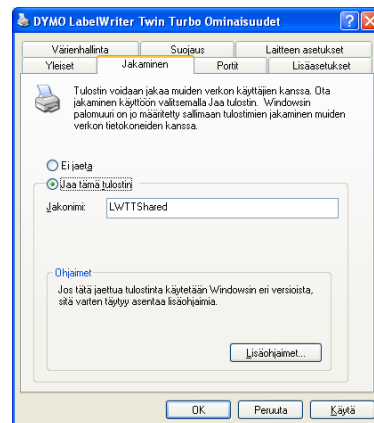 DYMO LabelWriter Twin Turbo Ominaisuudet
Värienhallinta Suojaus Laitteen asetukset
Yleiset Jakaminen Portit Lisäasetukset
Tulostin voidaan jakaa muiden verkon käyttäjien kanssa. Ota
jakaminen käyttöön valitsemalla Jaa tulostin. Windowsin
palomuuri on jo määritetty sallimaan tulostimien jakaminen muiden
verkon tietokoneiden kanssa.
Ei jaeta
Jaa tämä tulostin
Jakonimi: LWTTShared
Ohjaimet
Jos tätä jaettua tulostinta käytetään Windowsin eri versioista,
sitä varten täytyy asentaa lisäohjaimia.
Lisäohjaimet...
OK Peruuta Käytä